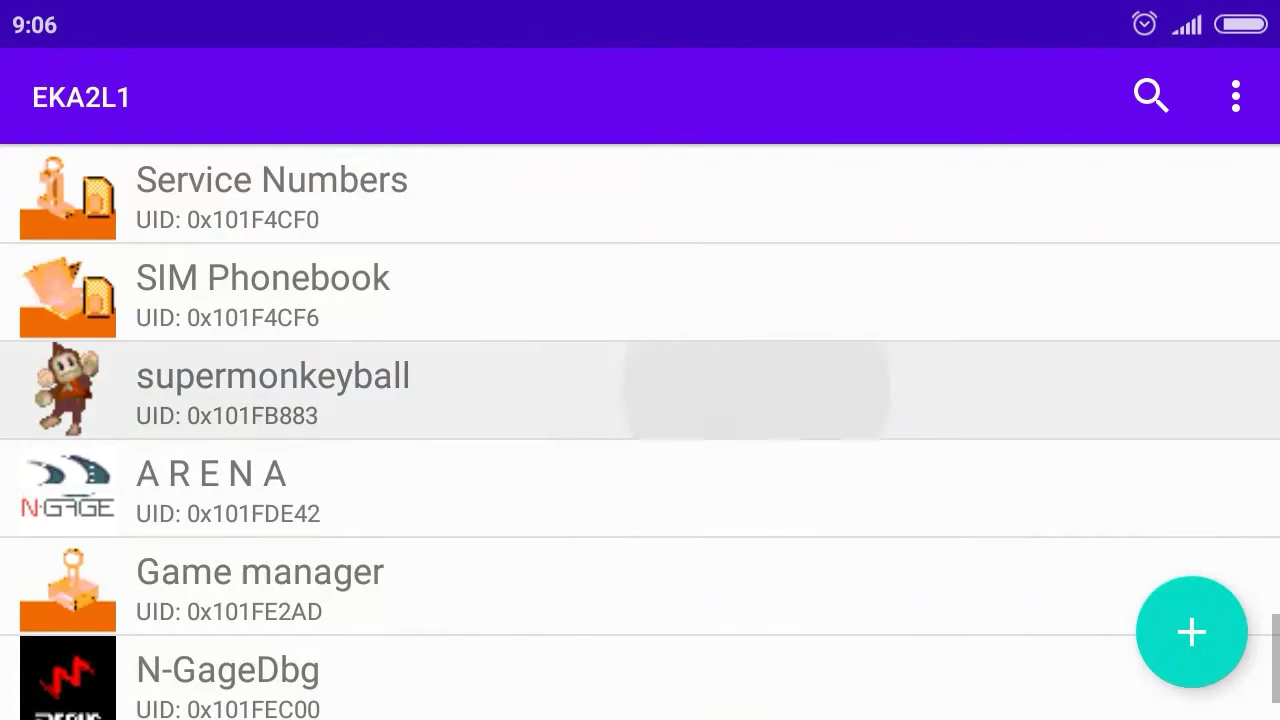 9:06
EKA2L1
Service Numbers
UID: 0x101F4CF0
SIM Phonebook
UID: 0x101F4CF6
supermonkeyball
UID: 0x101FB883
N-GAGE
A R E N A
UID: 0x101FDE42
Game manager
UID: 0x101FE2AD
N-GageDbg
UID: 0x101FEC00